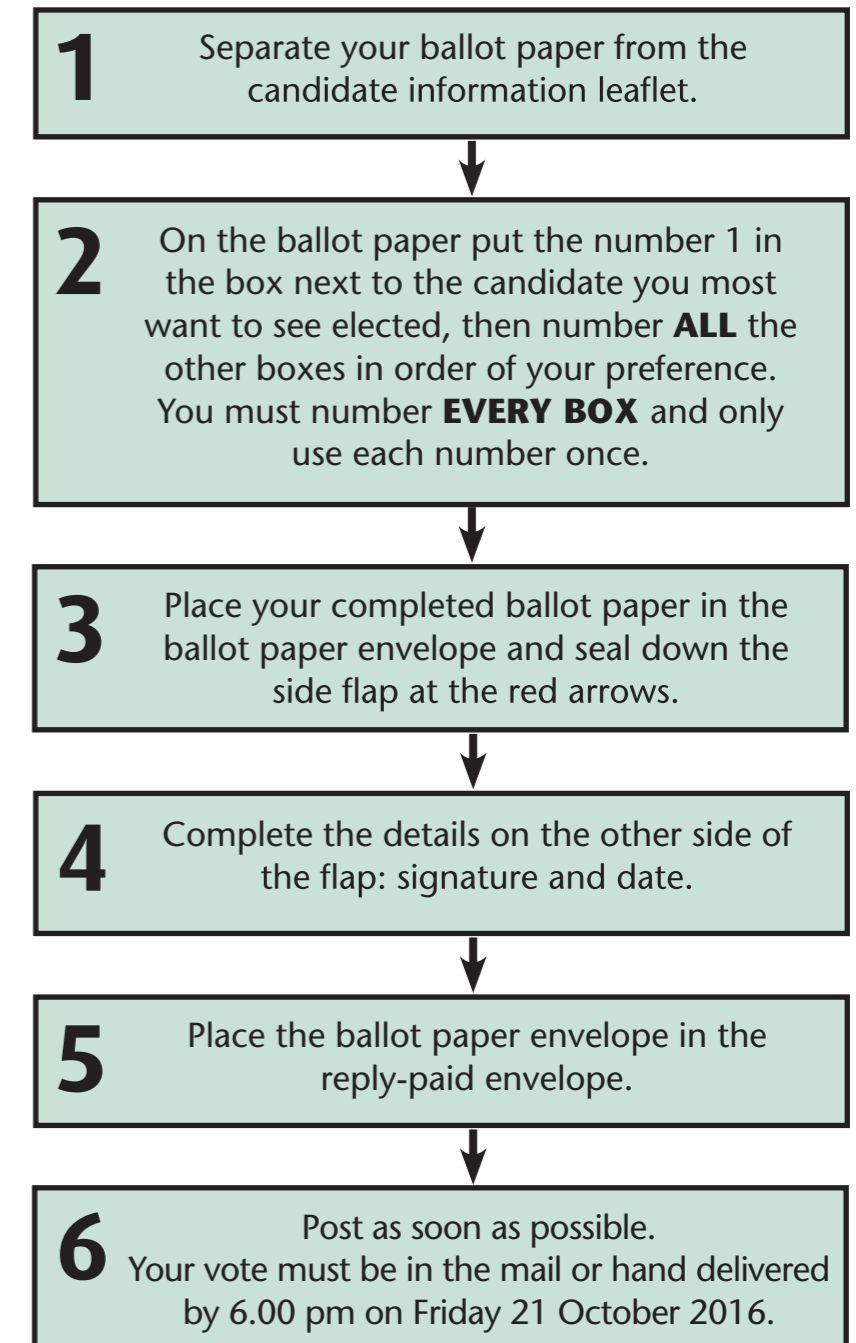 1
Separate your ballot paper from the
candidate information leaflet.
2
On the ballot paper put the number 1 in
the box next to the candidate you most
want to see elected, then number ALL the
other boxes in order of your preference.
You must number EVERY BOX and only
use each number once.
3
Place your completed ballot paper in the
ballot paper envelope and seal down the
side flap at the red arrows.
4
Complete the details on the other side of
the flap: signature and date.
5
Place the ballot paper envelope in the
reply-paid envelope.
6
Post as soon as possible.
Your vote must be in the mail or hand delivered
by 6.00 pm on Friday 21 October 2016.